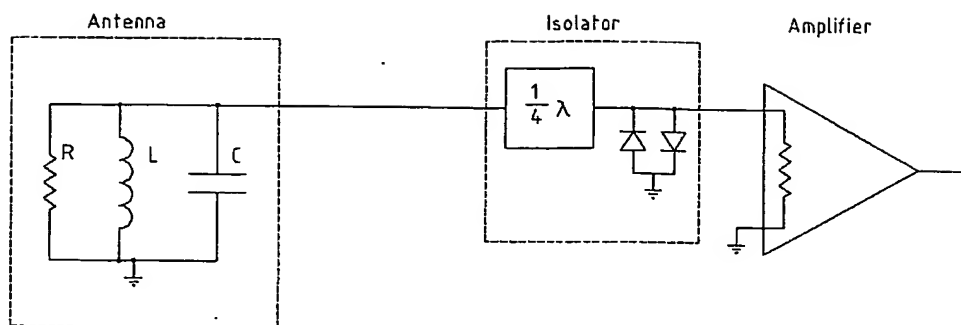 Antenna
Isolator
Amplifier
R
L
C
1/4 λ